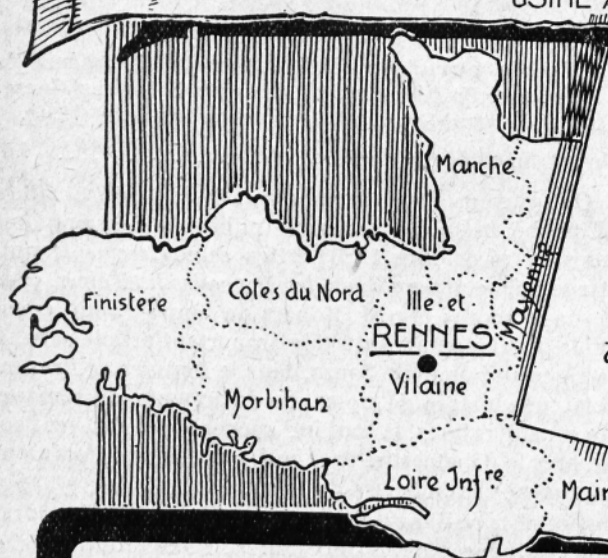 Manche
Finistère
Côtes du Nord
Ille et
Mayenne
RENNES
Vilaine
Morbihan
Loire Infre